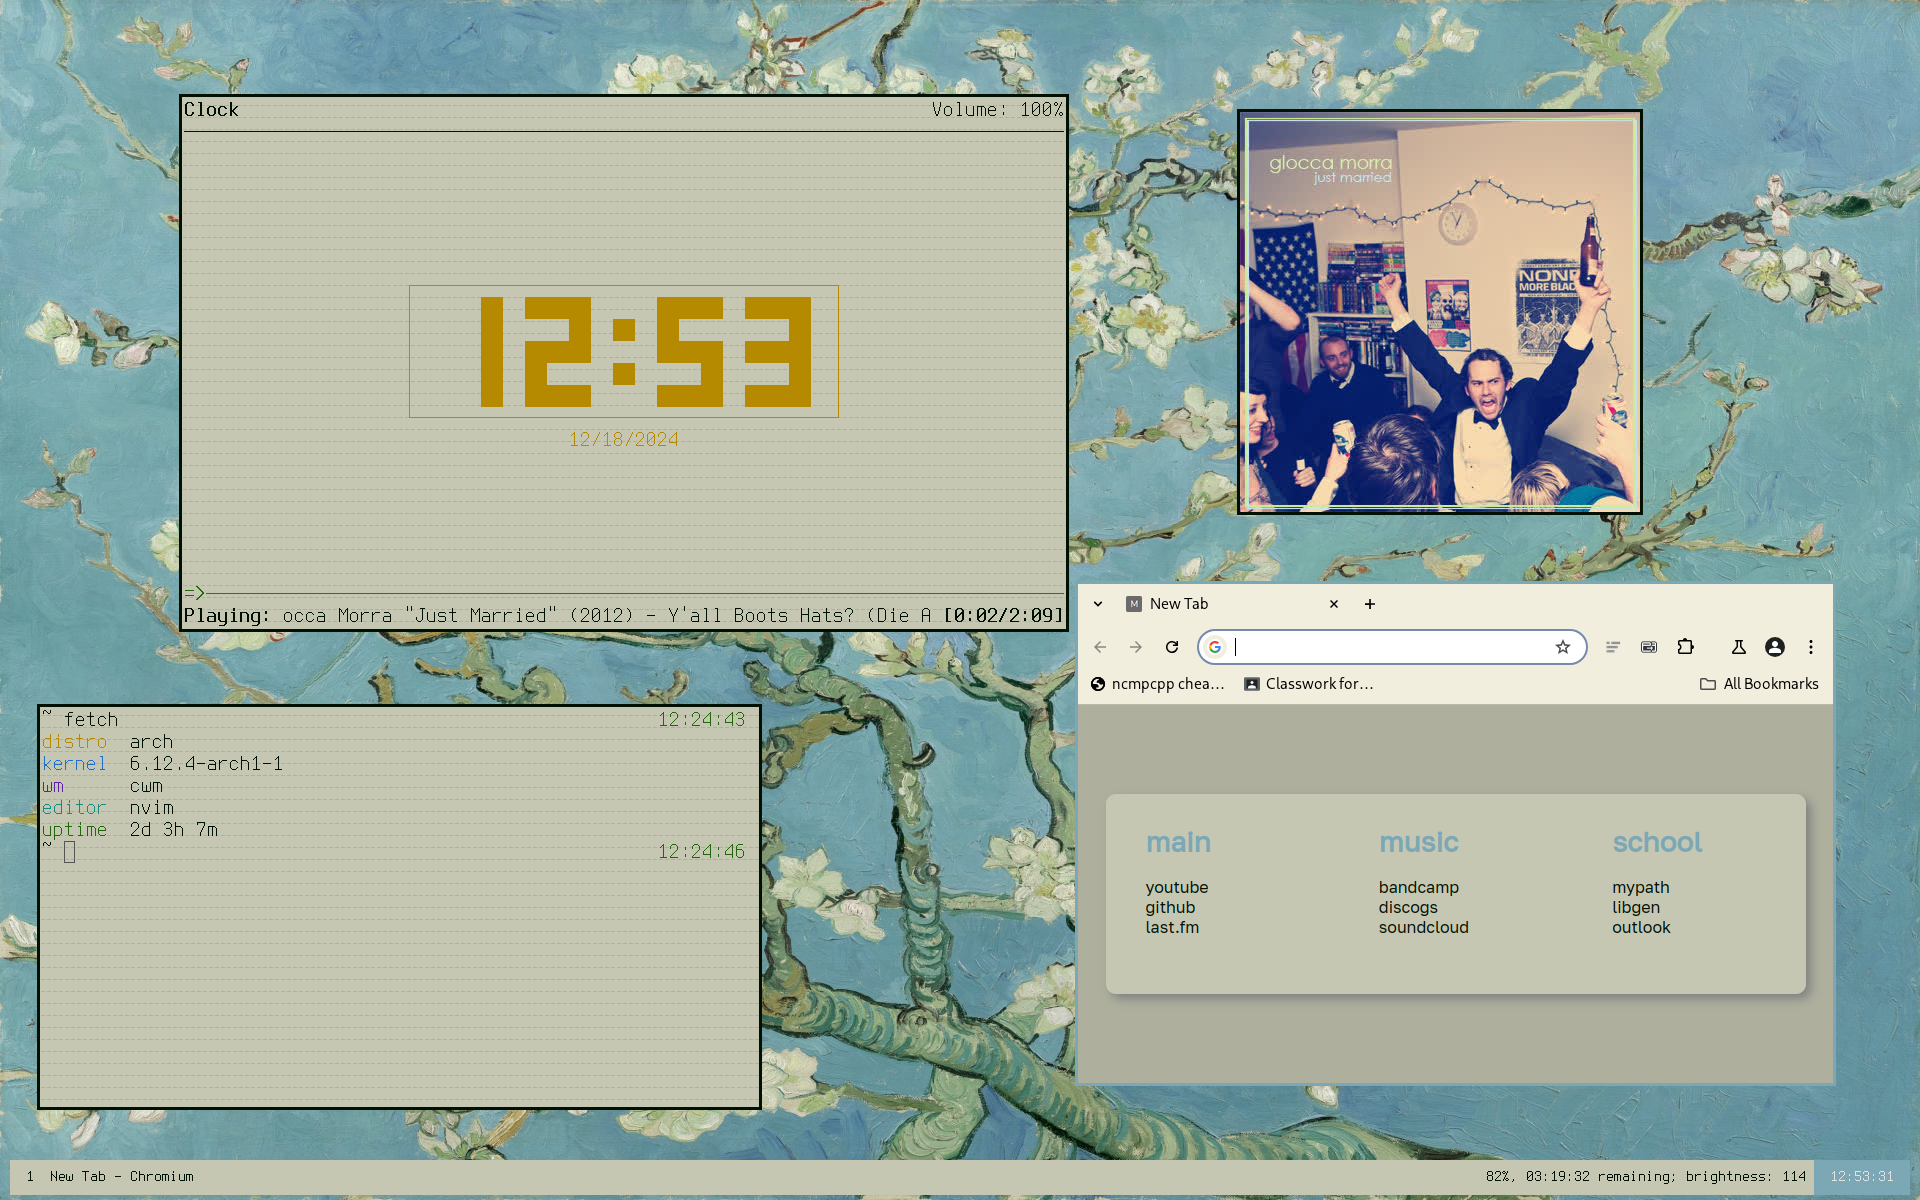 Clock Volume: 100%
12:53
12/18/2024
=>
Playing: occa Morra "Just Married" (2012) - Y'all Boots Hats? (Die A [0:02/2:09]
glocca morra
just married
NONE
MORE BLACK
~ fetch 12:24:43
distro arch
kernel 6.12.4-arch1-1
wm cwm
editor nvim
uptime 2d 3h 7m
~ 12:24:46
M New Tab
G
ncmpcpp chea... Classwork for... All Bookmarks
main music school
youtube bandcamp mypath
github discogs libgen
last.fm soundcloud outlook
1 New Tab - Chromium 82%, 03:19:32 remaining; brightness: 114 12:53:31